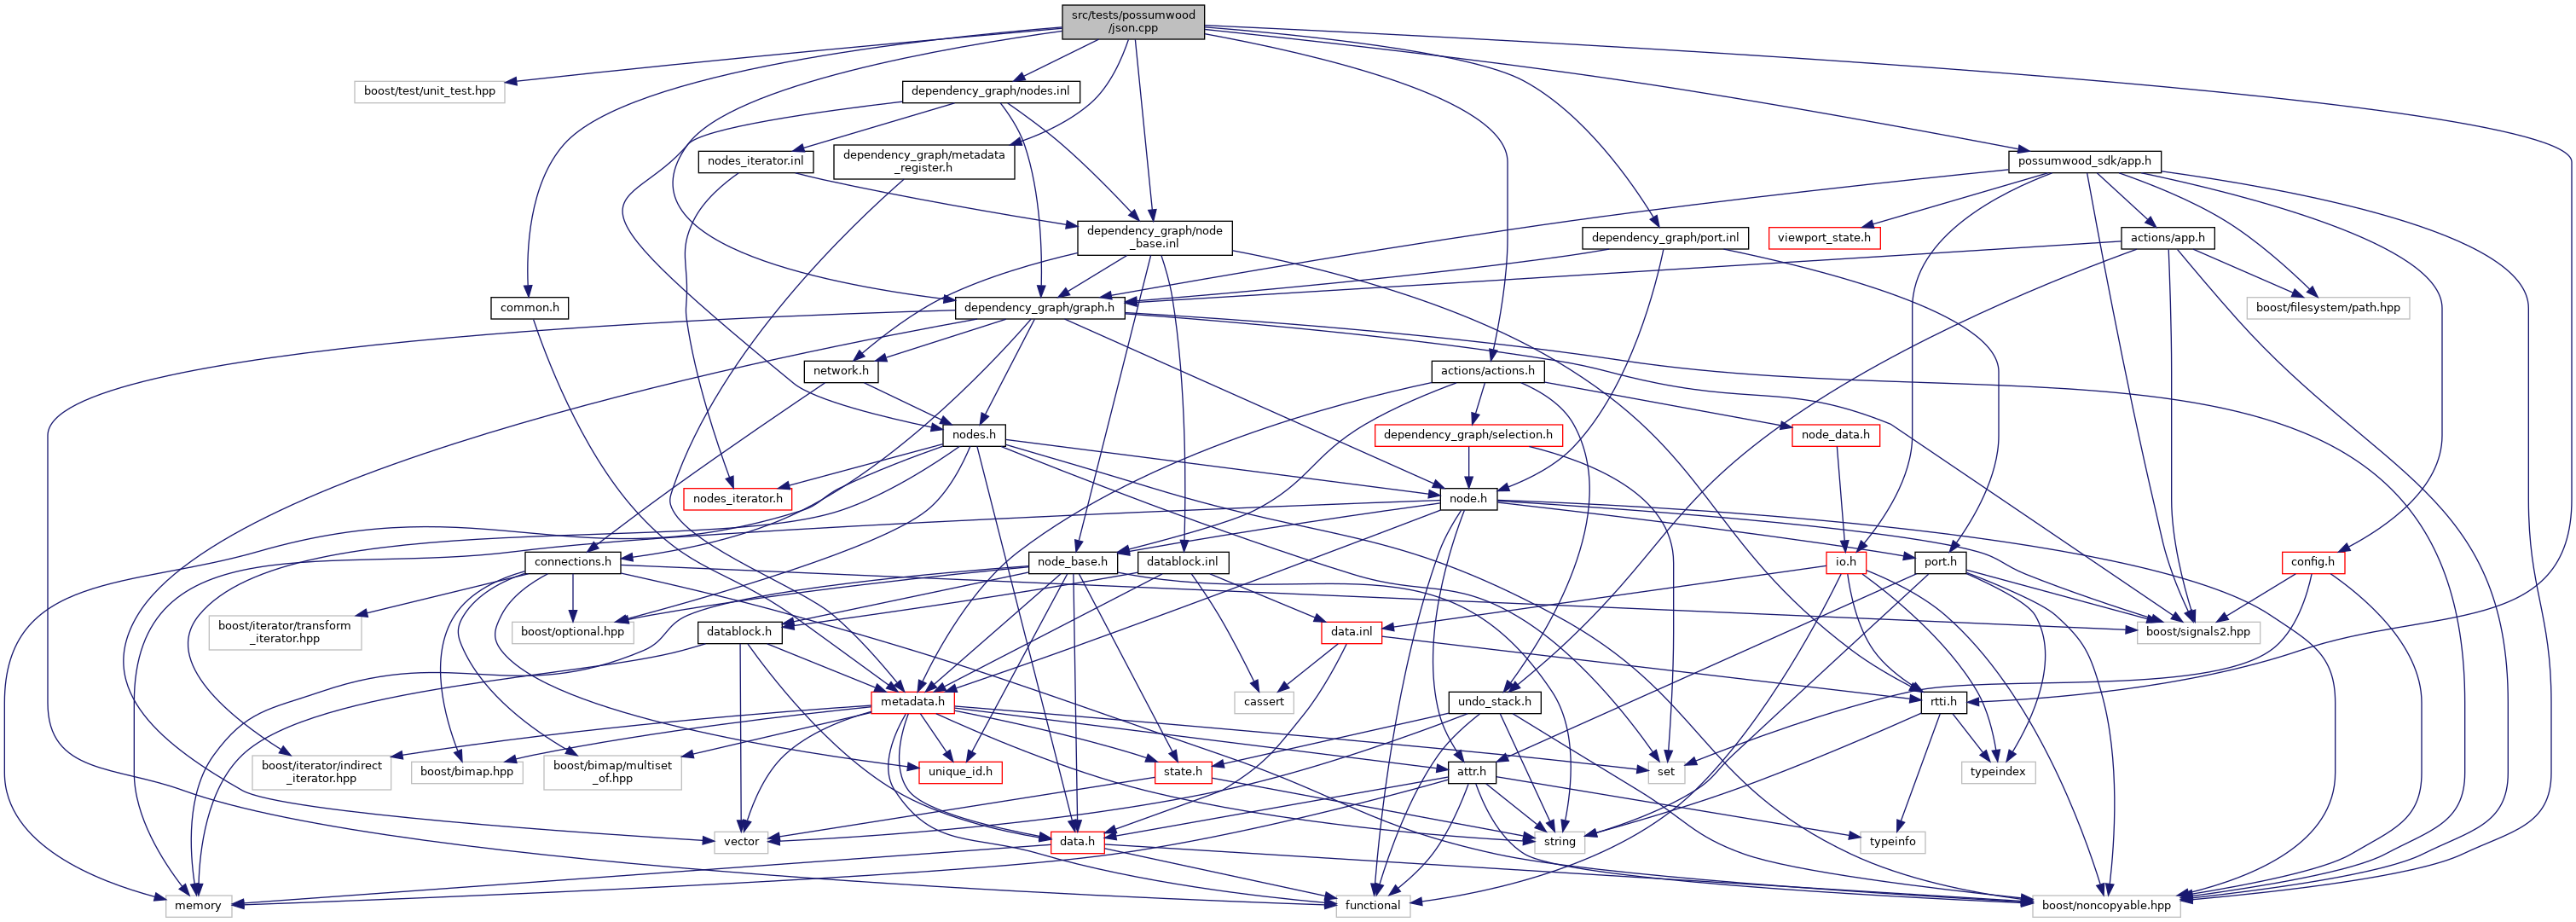 src/tests/possumwood
/json.cpp
boost/test/unit_test.hpp
dependency_graph/nodes.inl
nodes_iterator.inl
dependency_graph/metadata
_register.h
possumwood_sdk/app.h
dependency_graph/node
_base.inl
dependency_graph/port.inl
viewport_state.h
actions/app.h
common.h
dependency_graph/graph.h
boost/filesystem/path.hpp
network.h
actions/actions.h
nodes.h
dependency_graph/selection.h
node_data.h
nodes_iterator.h
node.h
connections.h
node_base.h
datablock.inl
io.h
port.h
config.h
boost/iterator/transform
_iterator.hpp
boost/optional.hpp
datablock.h
data.inl
boost/signals2.hpp
metadata.h
cassert
undo_stack.h
rtti.h
boost/iterator/indirect
_iterator.hpp
boost/bimap.hpp
boost/bimap/multiset
_of.hpp
unique_id.h
state.h
attr.h
set
typeindex
vector
data.h
string
typeinfo
memory
functional
boost/noncopyable.hpp